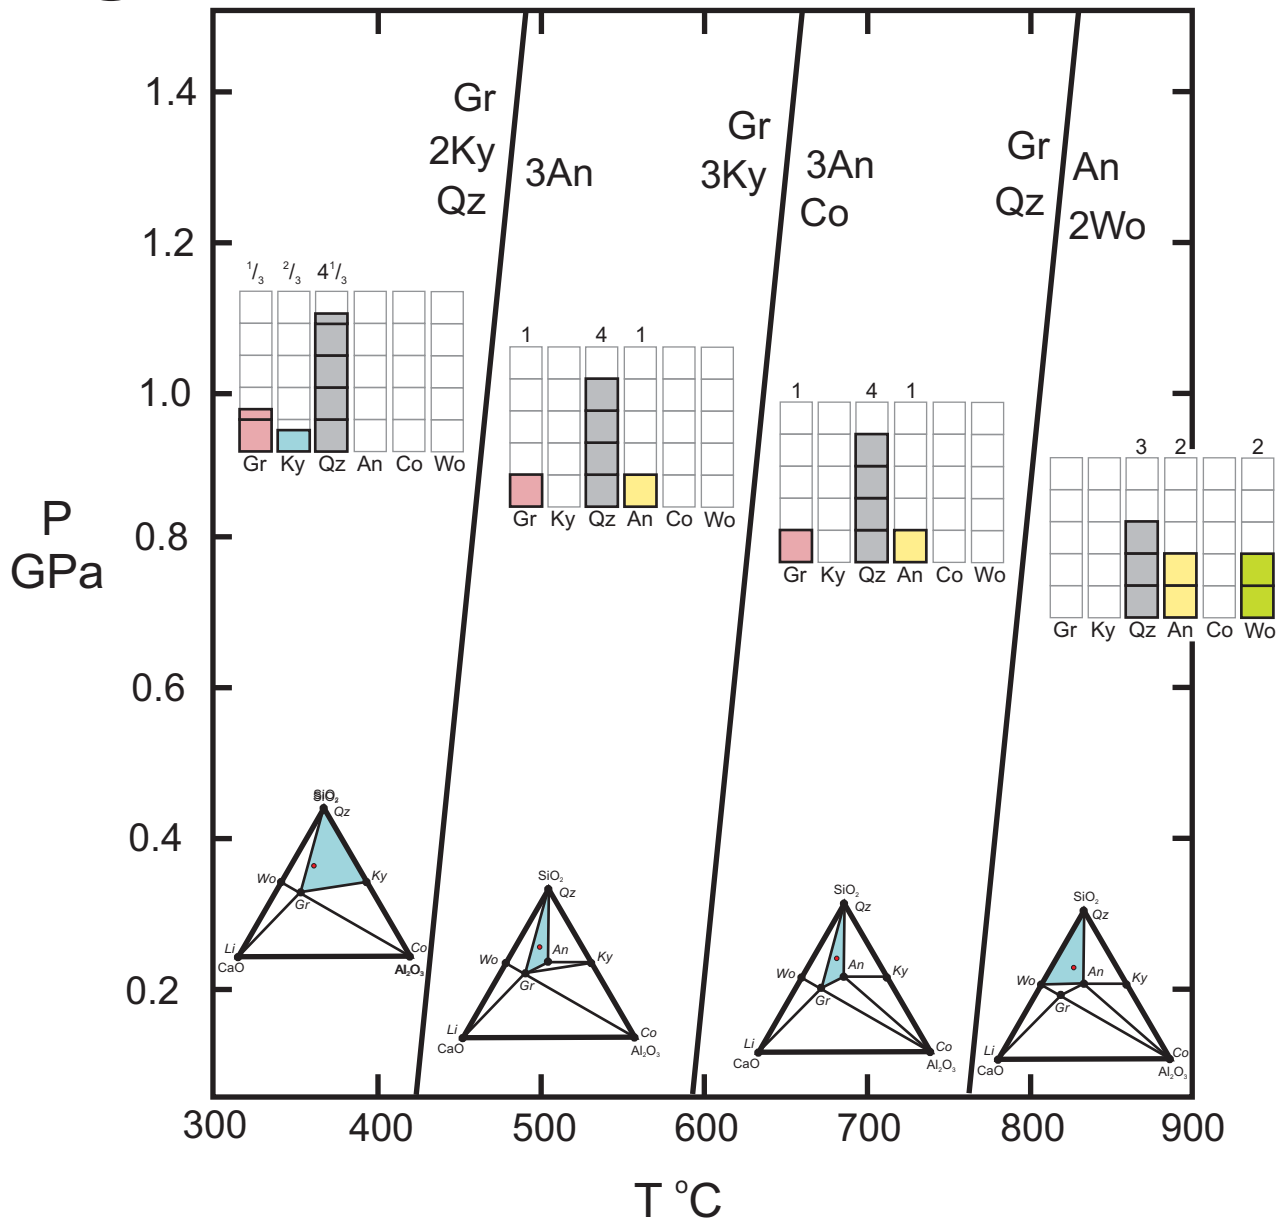 1.4
1.2
1.0
0.8
0.6
0.4
0.2
P
GPa
300
400
500
600
700
800
900
T °C
Gr
2Ky
Qz
3An
Gr
3Ky
3An
Co
Gr
Qz
An
2Wo
1/3 2/3 4 1/3
Gr Ky Qz An Co Wo
1 4 1
Gr Ky Qz An Co Wo
1 4 1
Gr Ky Qz An Co Wo
3 2 2
Gr Ky Qz An Co Wo
SiO₂
Qz
Wo
Ky
Gr
Li
Co
CaO
Al₂O₃
SiO₂
Qz
Wo
An
Ky
Gr
Li
Co
CaO
Al₂O₃
SiO₂
Qz
Wo
An
Ky
Gr
Li
Co
CaO
Al₂O₃
SiO₂
Qz
Wo
An
Ky
Gr
Li
Co
CaO
Al₂O₃